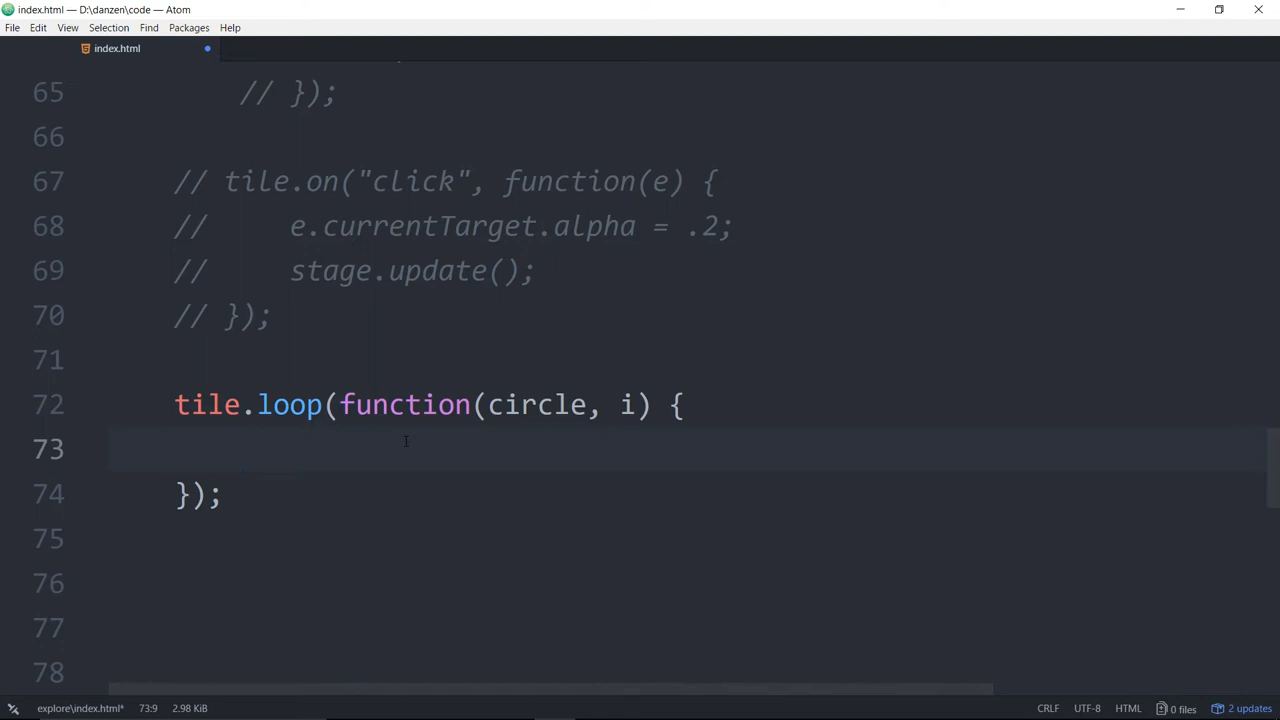 index.html — D:\danzen\code — Atom
File Edit View Selection Find Packages Help
index.html
65 // });
66
67 // tile.on("click", function(e) {
68 // e.currentTarget.alpha = .2;
69 // stage.update();
70 // });
71
72 tile.loop(function(circle, i) {
73
74 });
75
76
77
78
explore\index.html* 73:9 2.98 KiB CRLF UTF-8 HTML 0 files 2 updates